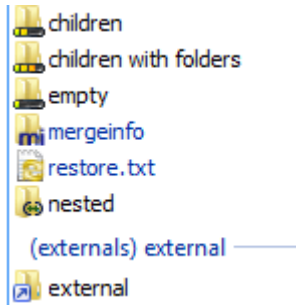 children
children with folders
empty
mergeinfo
restore.txt
nested
(externals) external
external